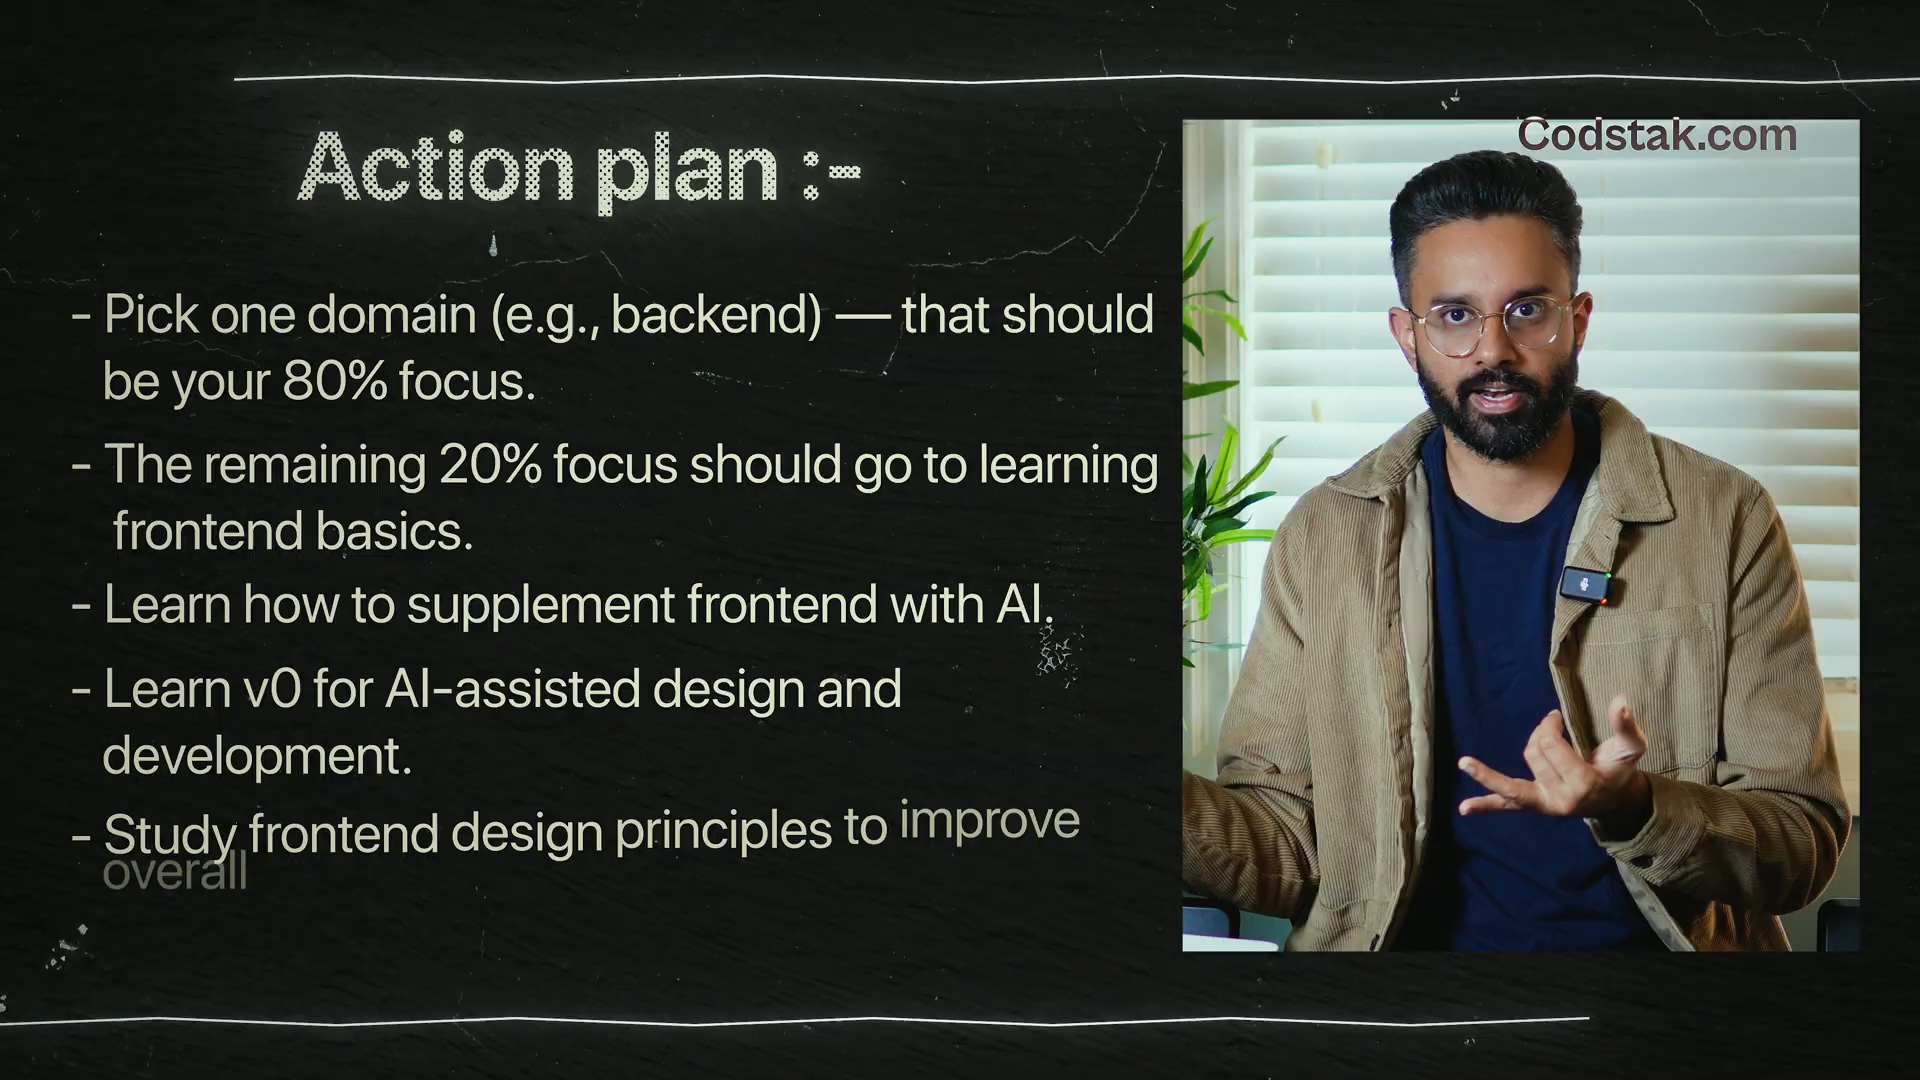 Codstak.com
Action plan :-
- Pick one domain (e.g., backend) — that should
be your 80% focus.
- The remaining 20% focus should go to learning
frontend basics.
- Learn how to supplement frontend with AI.
- Learn v0 for AI-assisted design and
development.
- Study frontend design principles to improve
overall